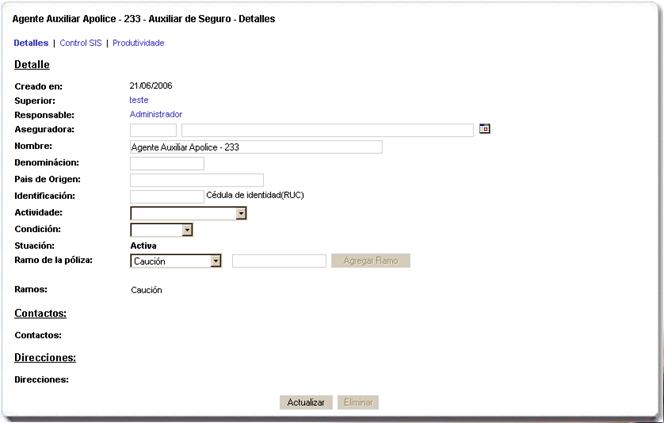 Agente Auxiliar Apolice - 233 - Auxiliar de Seguro - Detalles
Detalles | Control SIS | Produtividade
Detalle
Creado en: 21/06/2006
Superior: teste
Responsable: Administrador
Aseguradora:
Nombre: Agente Auxiliar Apolice - 233
Denominácion:
Pais de Origen:
Identificación: Cédula de identidad(RUC)
Actividade:
Condición:
Situación: Activa
Ramo de la póliza: Caución Agregar Ramo
Ramos: Caución
Contactos:
Contactos:
Direcciones:
Direcciones:
Actualizar Eliminar